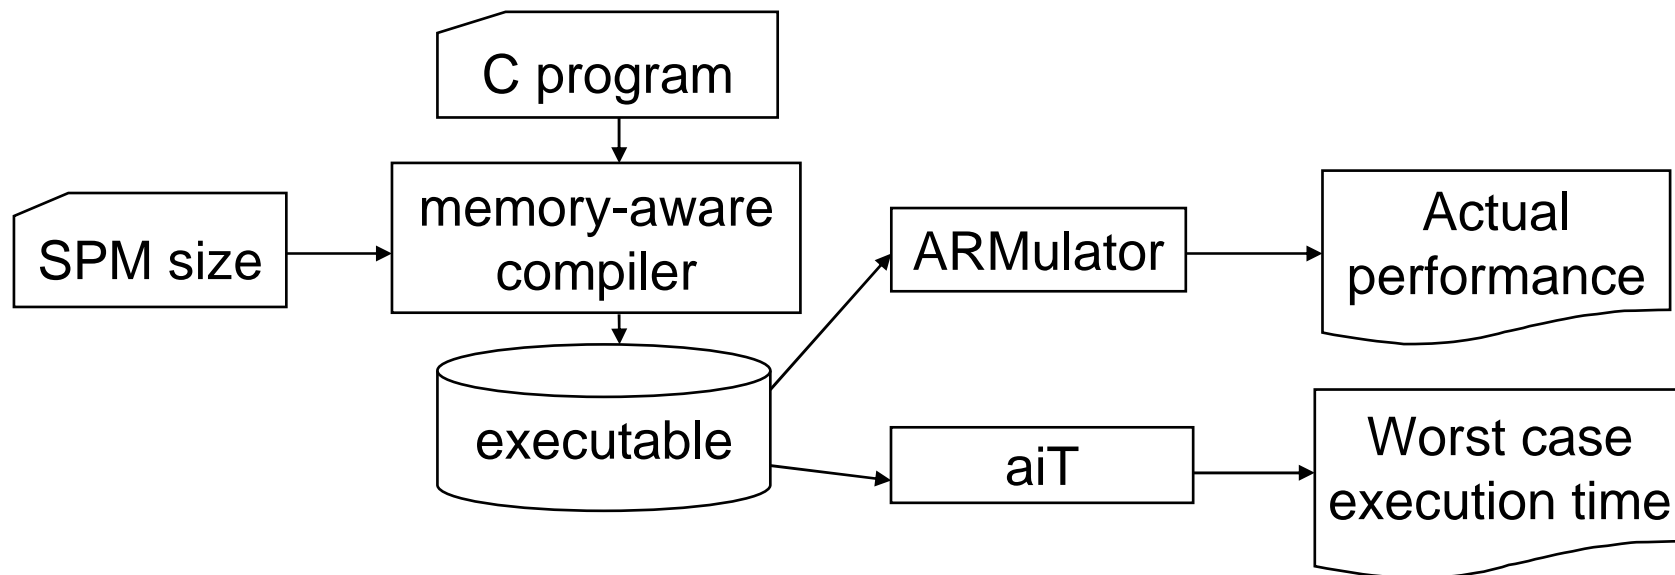 C program
SPM size
memory-aware
compiler
executable
ARMulator
aiT
Actual
performance
Worst case
execution time